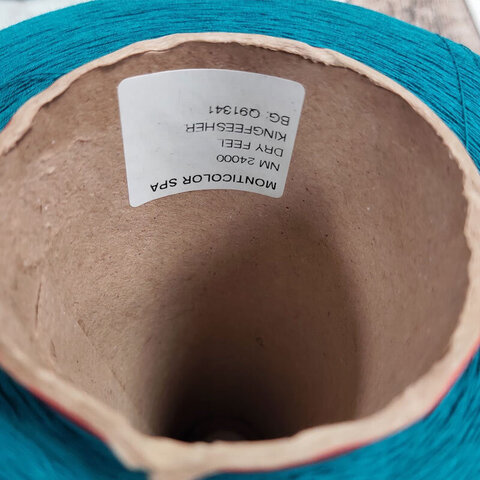 MONTICOLOR SPA
NM 24000
DRY FEEL
KINGFEESHER
BG: Q91341